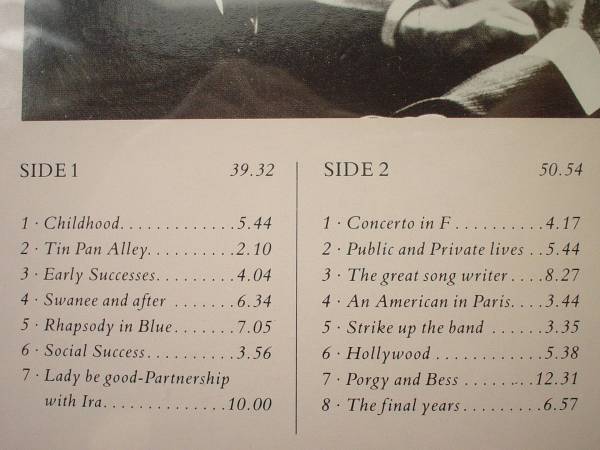 SIDE 1 39.32
1 · Childhood.............5.44
2 · Tin Pan Alley..........2.10
3 · Early Successes.........4.04
4 · Swanee and after .......6.34
5 · Rhapsody in Blue.......7.05
6 · Social Success..........3.56
7 · Lady be good-Partnership
with Ira..............10.00
SIDE 2 50.54
1 · Concerto in F ..........4.17
2 · Public and Private lives ..5.44
3 · The great song writer....8.27
4 · An American in Paris....3.44
5 · Strike up the band ......3.35
6 · Hollywood ............5.38
7 · Porgy and Bess .........12.31
8 · The final years.........6.57